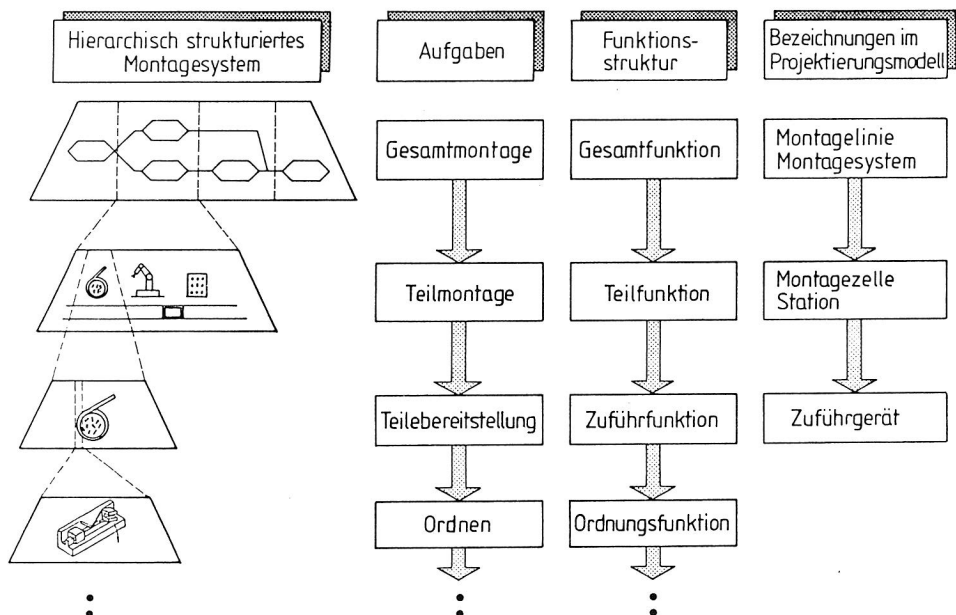 Hierarchisch strukturiertes
Montagesystem
Aufgaben
Funktions-
struktur
Bezeichnungen im
Projektierungsmodell
Gesamtmontage
Gesamtfunktion
Montagelinie
Montagesystem
Teilmontage
Teilfunktion
Montagezelle
Station
Teilebereitstellung
Zuführfunktion
Zuführgerät
Ordnen
Ordnungsfunktion